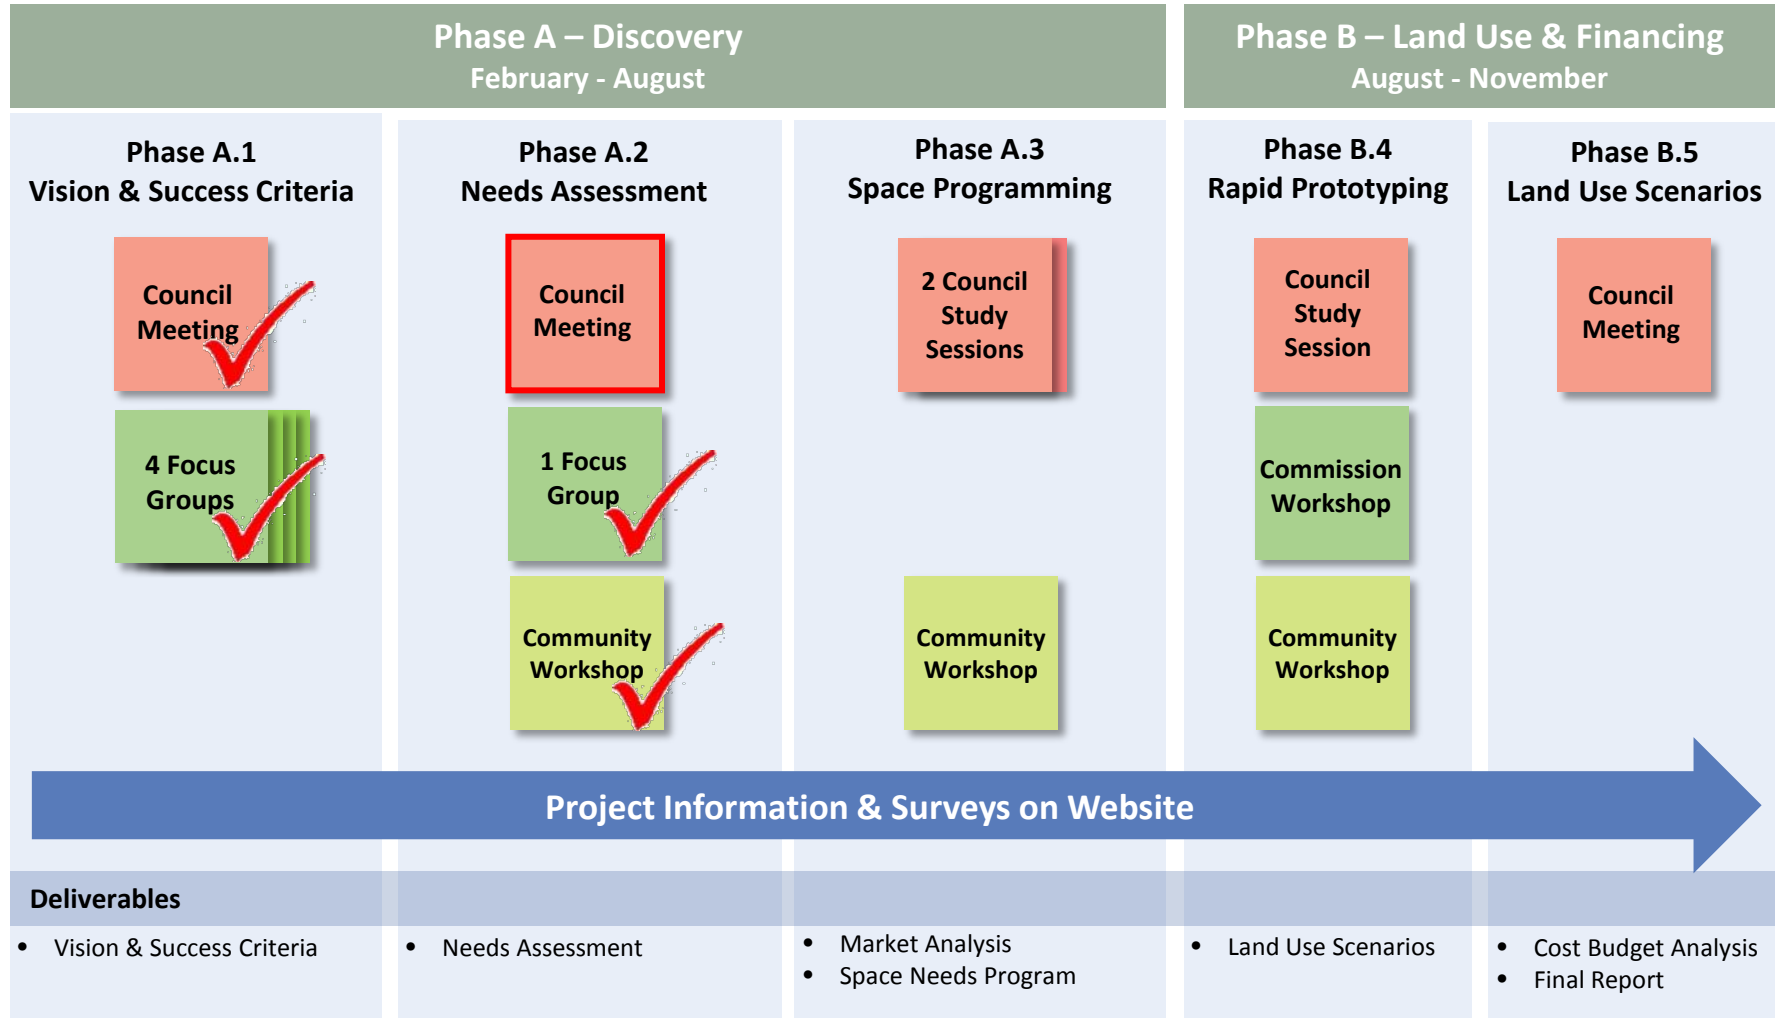 Phase A – Discovery
February - August
Phase B – Land Use & Financing
August - November
Phase A.1
Vision & Success Criteria
Phase A.2
Needs Assessment
Phase A.3
Space Programming
Phase B.4
Rapid Prototyping
Phase B.5
Land Use Scenarios
Council
Meeting
Council
Meeting
2 Council
Study
Sessions
Council
Study
Session
Council
Meeting
4 Focus
Groups
1 Focus
Group
Commission
Workshop
Community
Workshop
Community
Workshop
Community
Workshop
Project Information & Surveys on Website
Deliverables
• Vision & Success Criteria
• Needs Assessment
• Market Analysis
• Space Needs Program
• Land Use Scenarios
• Cost Budget Analysis
• Final Report